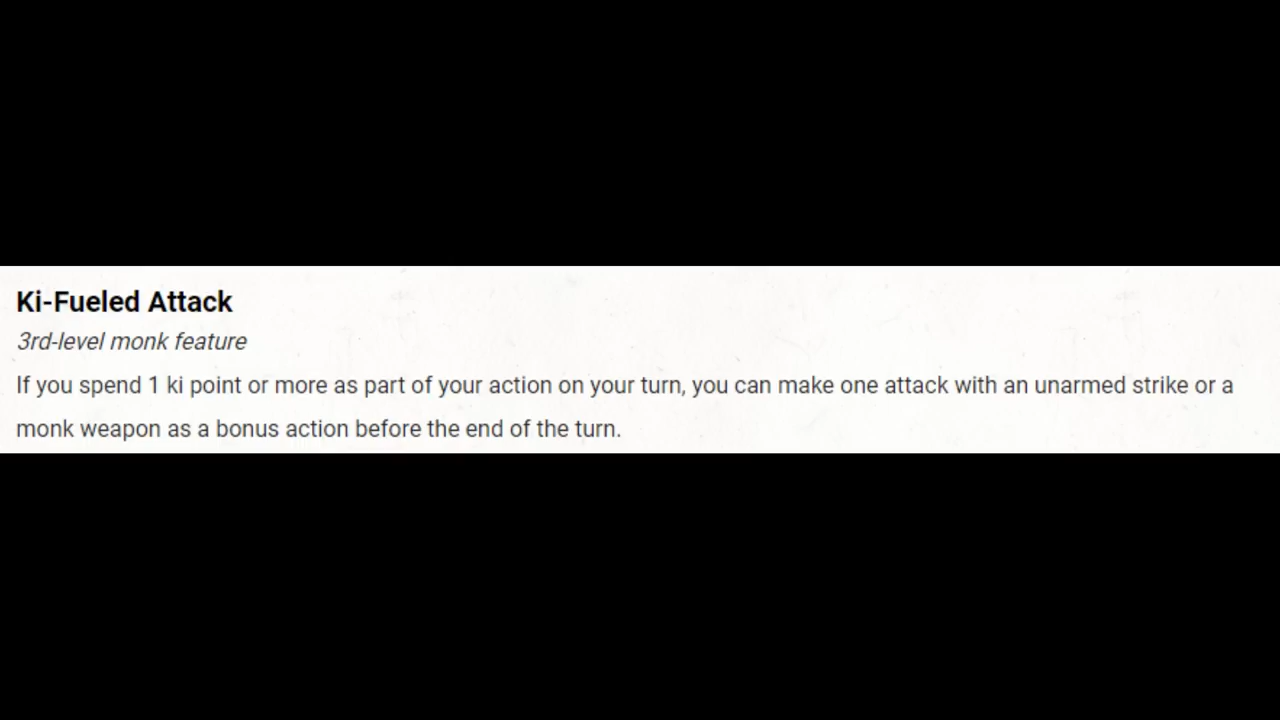 Ki-Fueled Attack
3rd-level monk feature
If you spend 1 ki point or more as part of your action on your turn, you can make one attack with an unarmed strike or a
monk weapon as a bonus action before the end of the turn.